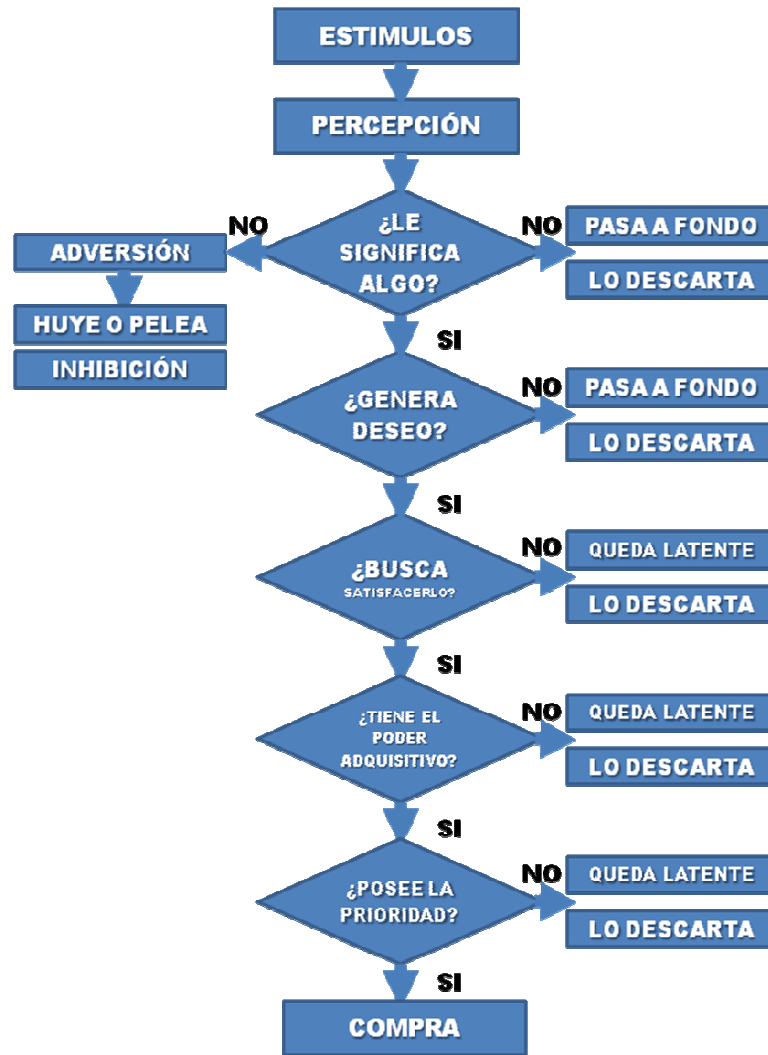 ESTIMULOS
PERCEPCIÓN
¿LE
SIGNIFICA
ALGO?
NO
ADVERSIÓN
HUYE O PELEA
INHIBICIÓN
NO
PASA A FONDO
LO DESCARTA
SI
¿GENERA
DESEO?
NO
PASA A FONDO
LO DESCARTA
SI
¿BUSCA
SATISFACERLO?
NO
QUEDA LATENTE
LO DESCARTA
SI
¿TIENE EL
PODER
ADQUISITIVO?
NO
QUEDA LATENTE
LO DESCARTA
SI
¿POSEE LA
PRIORIDAD?
NO
QUEDA LATENTE
LO DESCARTA
SI
COMPRA